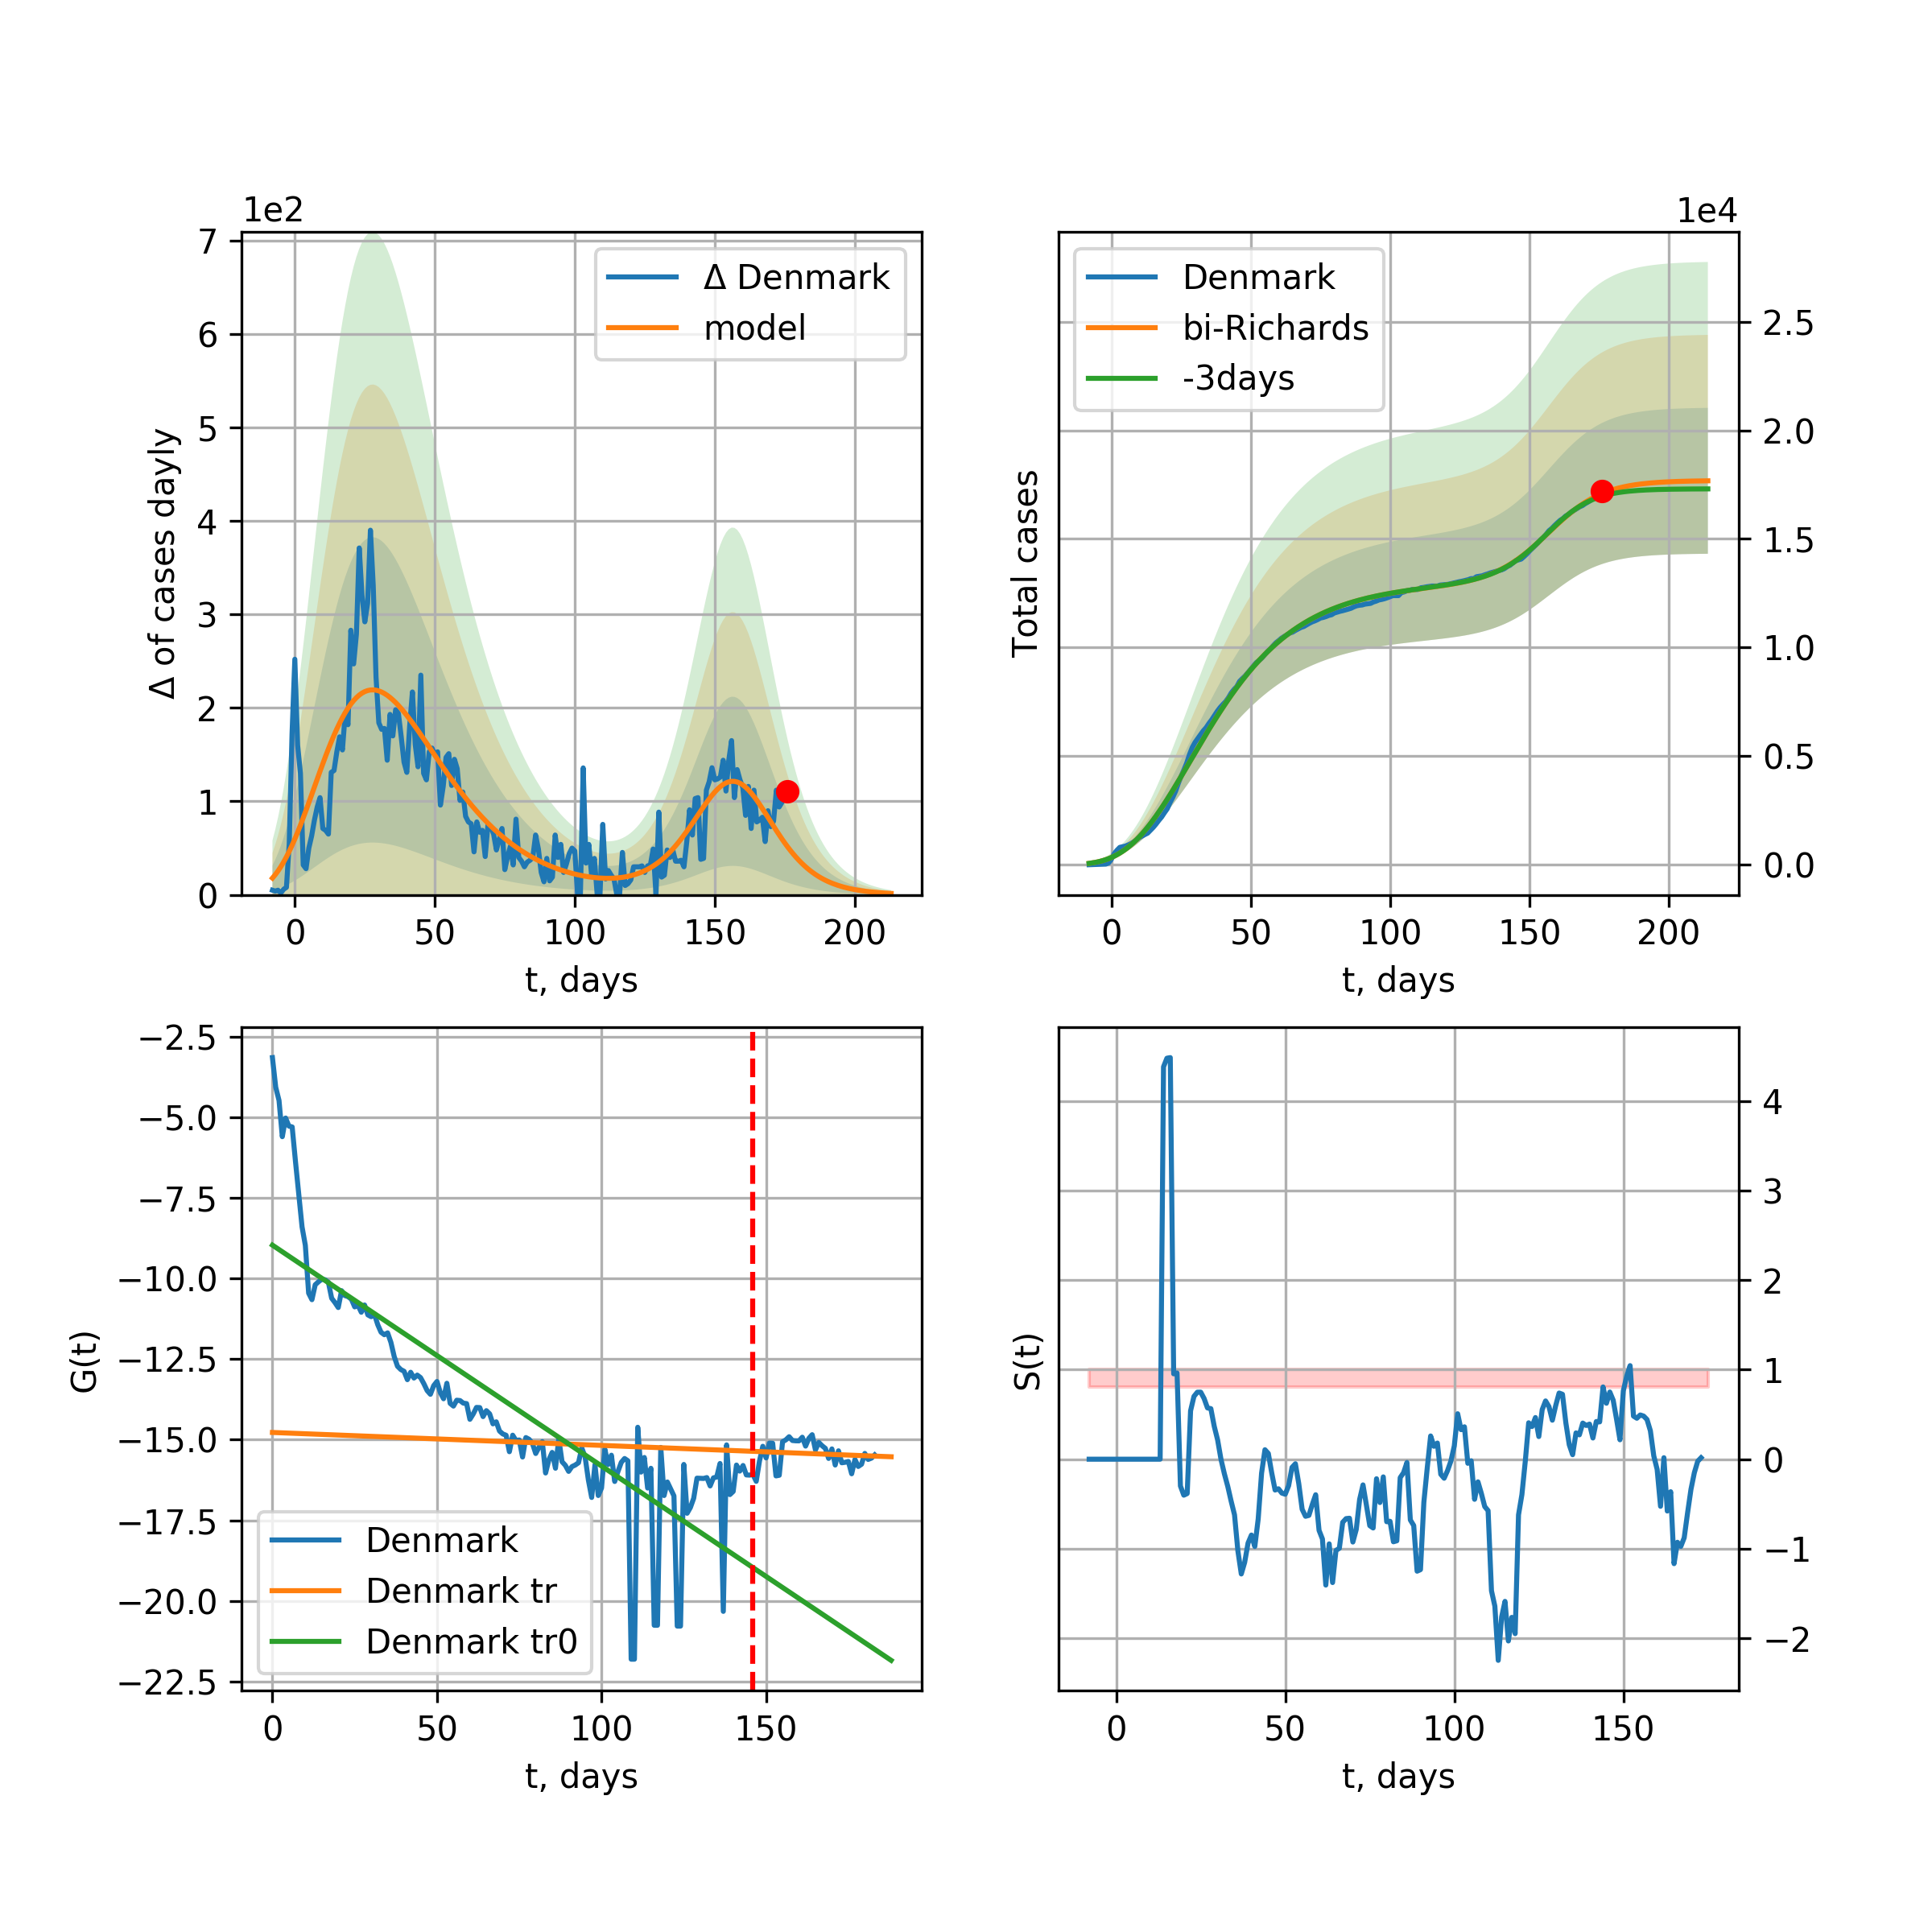 1e2
7
6
5
4
3
2
1
0
Δ of cases dayly
Δ Denmark
model
0
50
100
150
200
t, days
1e4
Denmark
bi-Richards
-3days
Total cases
2.5
2.0
1.5
1.0
0.5
0.0
0
50
100
150
200
t, days
−2.5
−5.0
−7.5
−10.0
−12.5
−15.0
−17.5
−20.0
−22.5
G(t)
Denmark
Denmark tr
Denmark tr0
0
50
100
150
t, days
S(t)
4
3
2
1
0
−1
−2
0
50
100
150
t, days